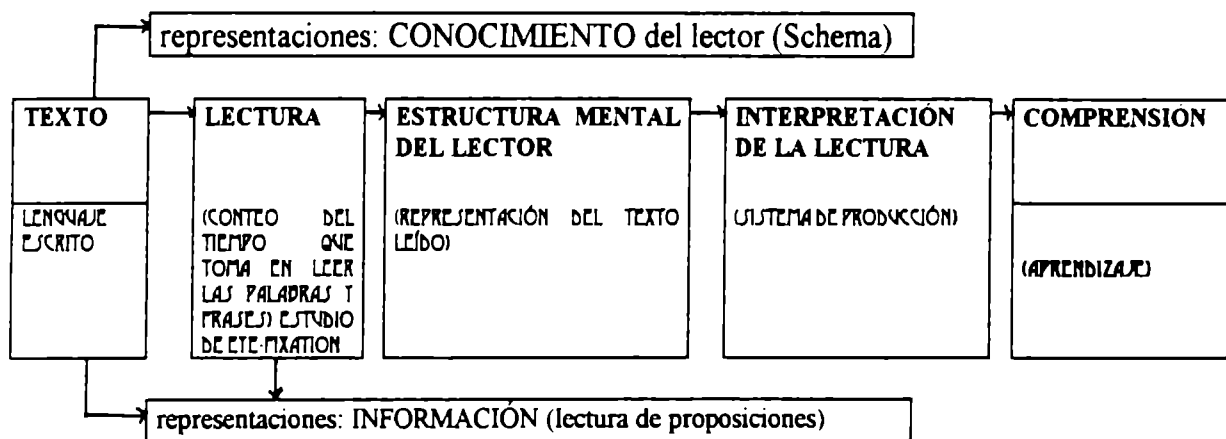 representaciones: CONOCIMIENTO del lector (Schema)
TEXTO
LENGUAJE
ESCRITO
LECTURA
(CONTEO DEL
TIEMPO QUE
TOMA EN LEER
LAS PALABRAS Y
FRASES) ESTUDIO
DE EYE-FIXATION
ESTRUCTURA MENTAL
DEL LECTOR
(REPRESENTACIÓN DEL TEXTO
LEÍDO)
INTERPRETACIÓN
DE LA LECTURA
(SISTEMA DE PRODUCCIÓN)
COMPRENSIÓN
(APRENDIZAJE)
representaciones: INFORMACIÓN (lectura de proposiciones)